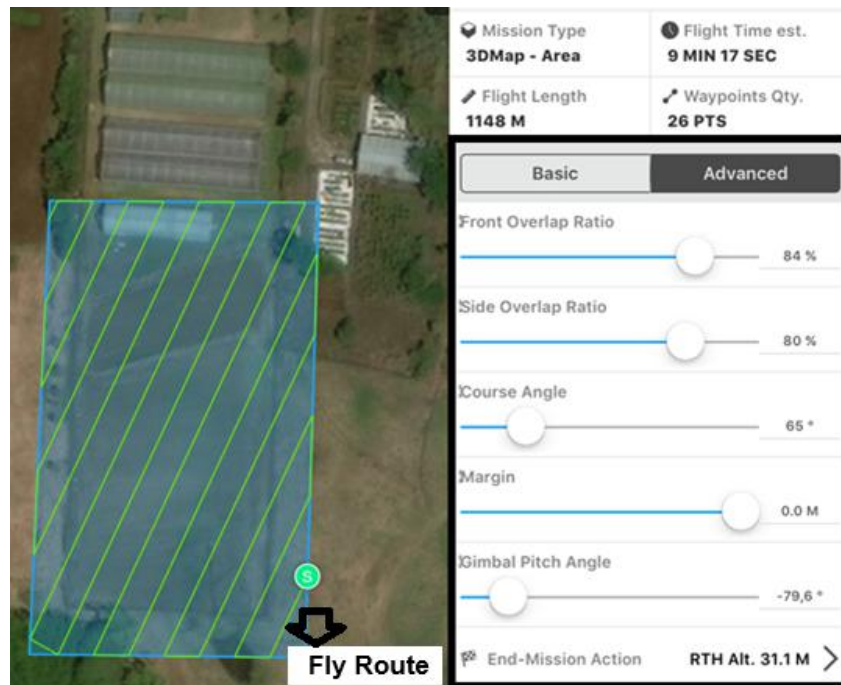 Mission Type
Flight Time est.
3DMap - Area
9 MIN 17 SEC
Flight Length
Waypoints Qty.
1148 M
26 PTS
Basic
Advanced
Front Overlap Ratio
84 %
Side Overlap Ratio
80 %
Course Angle
65 °
Margin
0.0 M
Gimbal Pitch Angle
-79,6 °
End-Mission Action
RTH Alt. 31.1 M
S
Fly Route